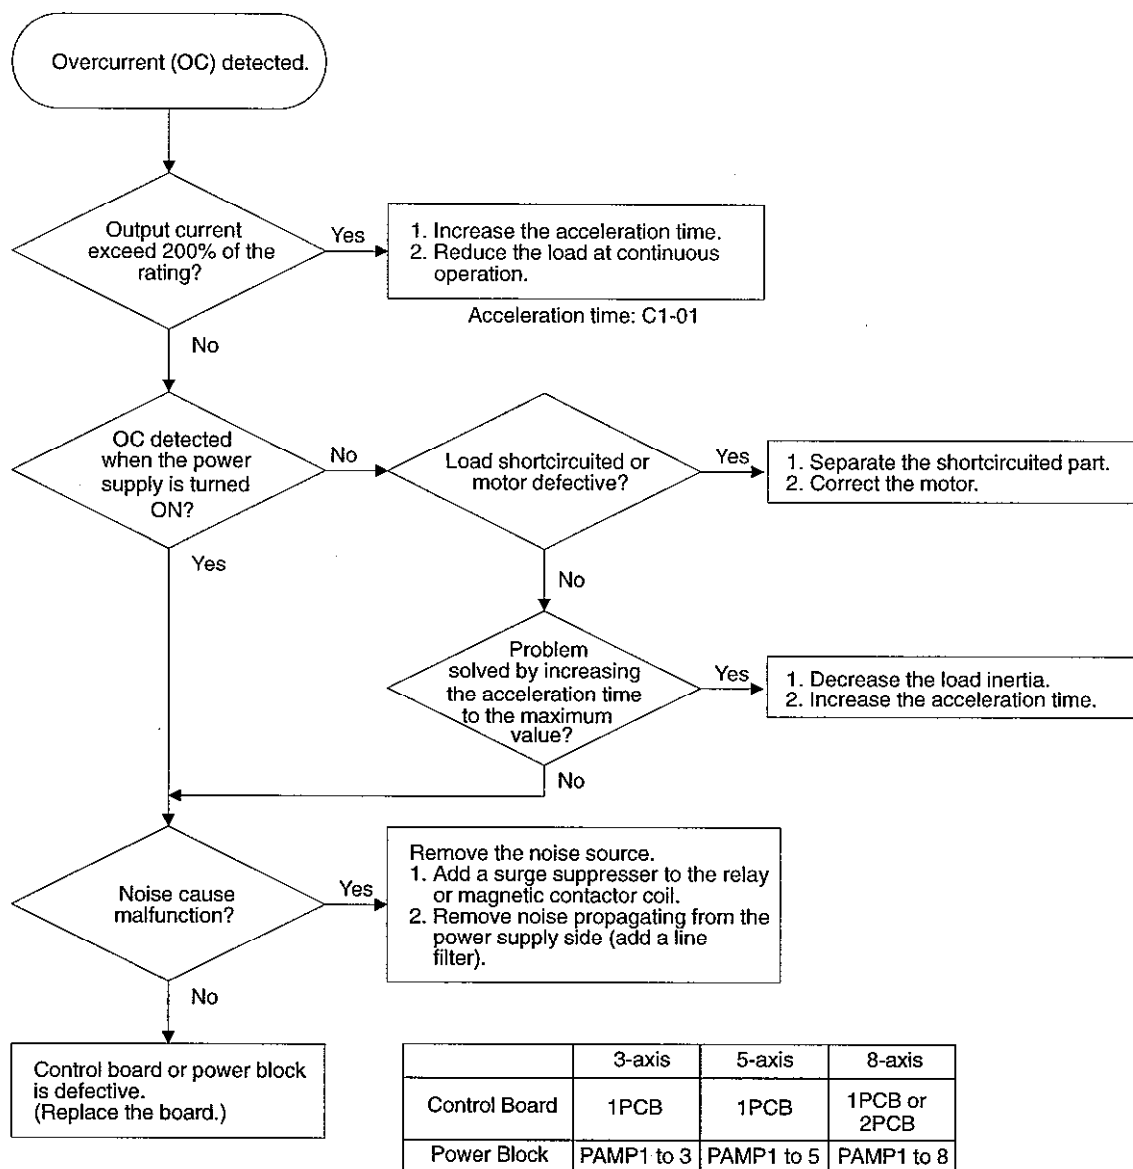 Overcurrent (OC) detected.
Output current
exceed 200% of the
rating?
Yes
1. Increase the acceleration time.
2. Reduce the load at continuous
operation.
Acceleration time: C1-01
No
OC detected
when the power
supply is turned
ON?
No
Load shortcircuited or
motor defective?
Yes
1. Separate the shortcircuited part.
2. Correct the motor.
Yes
No
Problem
solved by increasing
the acceleration time
to the maximum
value?
Yes
1. Decrease the load inertia.
2. Increase the acceleration time.
No
Noise cause
malfunction?
Yes
Remove the noise source.
1. Add a surge suppresser to the relay
or magnetic contactor coil.
2. Remove noise propagating from the
power supply side (add a line
filter).
No
Control board or power block
is defective.
(Replace the board.)
3-axis 5-axis 8-axis
Control Board 1PCB 1PCB 1PCB or
2PCB
Power Block PAMP1 to 3 PAMP1 to 5 PAMP1 to 8